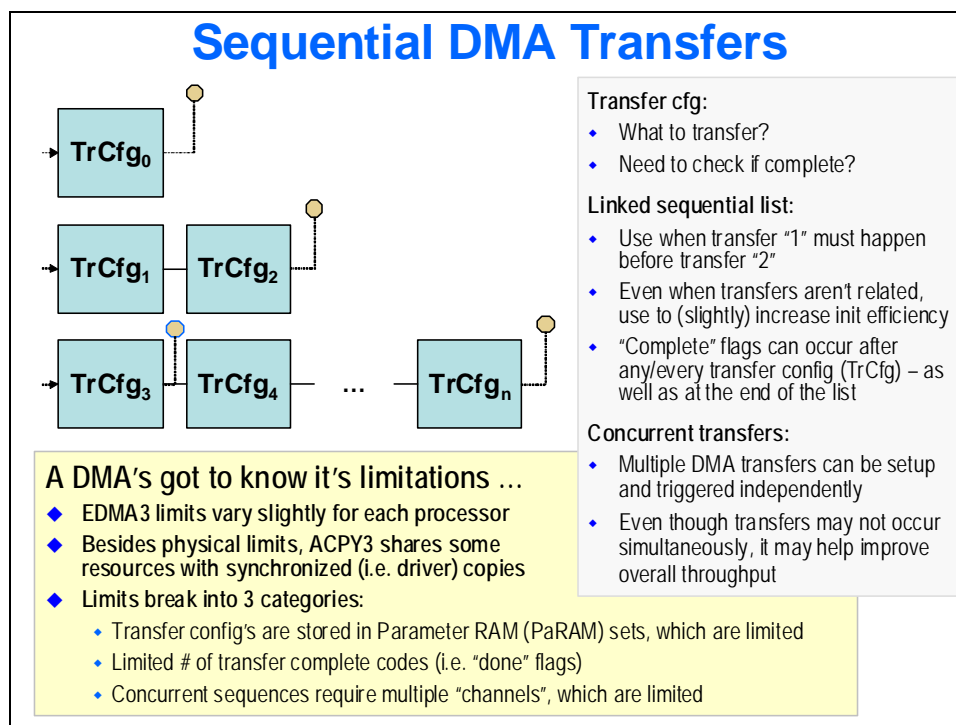 Sequential DMA Transfers
TrCfg0
TrCfg1
TrCfg2
TrCfg3
TrCfg4
...
TrCfgn
Transfer cfg:
What to transfer?
Need to check if complete?
Linked sequential list:
Use when transfer “1” must happen
before transfer “2”
Even when transfers aren’t related,
use to (slightly) increase init efficiency
“Complete” flags can occur after
any/every transfer config (TrCfg) – as
well as at the end of the list
Concurrent transfers:
Multiple DMA transfers can be setup
and triggered independently
Even though transfers may not occur
simultaneously, it may help improve
overall throughput
A DMA’s got to know it’s limitations ...
EDMA3 limits vary slightly for each processor
Besides physical limits, ACPY3 shares some
resources with synchronized (i.e. driver) copies
Limits break into 3 categories:
Transfer config’s are stored in Parameter RAM (PaRAM) sets, which are limited
Limited # of transfer complete codes (i.e. “done” flags)
Concurrent sequences require multiple “channels”, which are limited